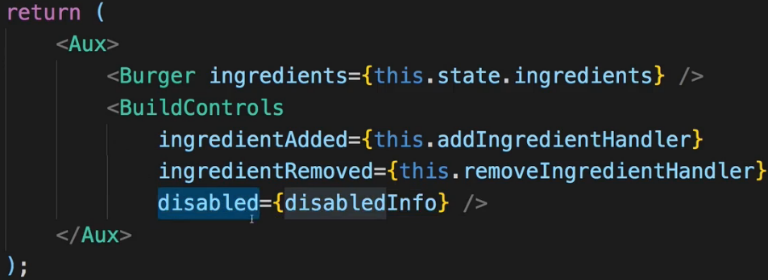 return (
<Aux>
<Burger ingredients={this.state.ingredients} />
<BuildControls
ingredientAdded={this.addIngredientHandler}
ingredientRemoved={this.removeIngredientHandler}
disabled={disabledInfo} />
</Aux>
);